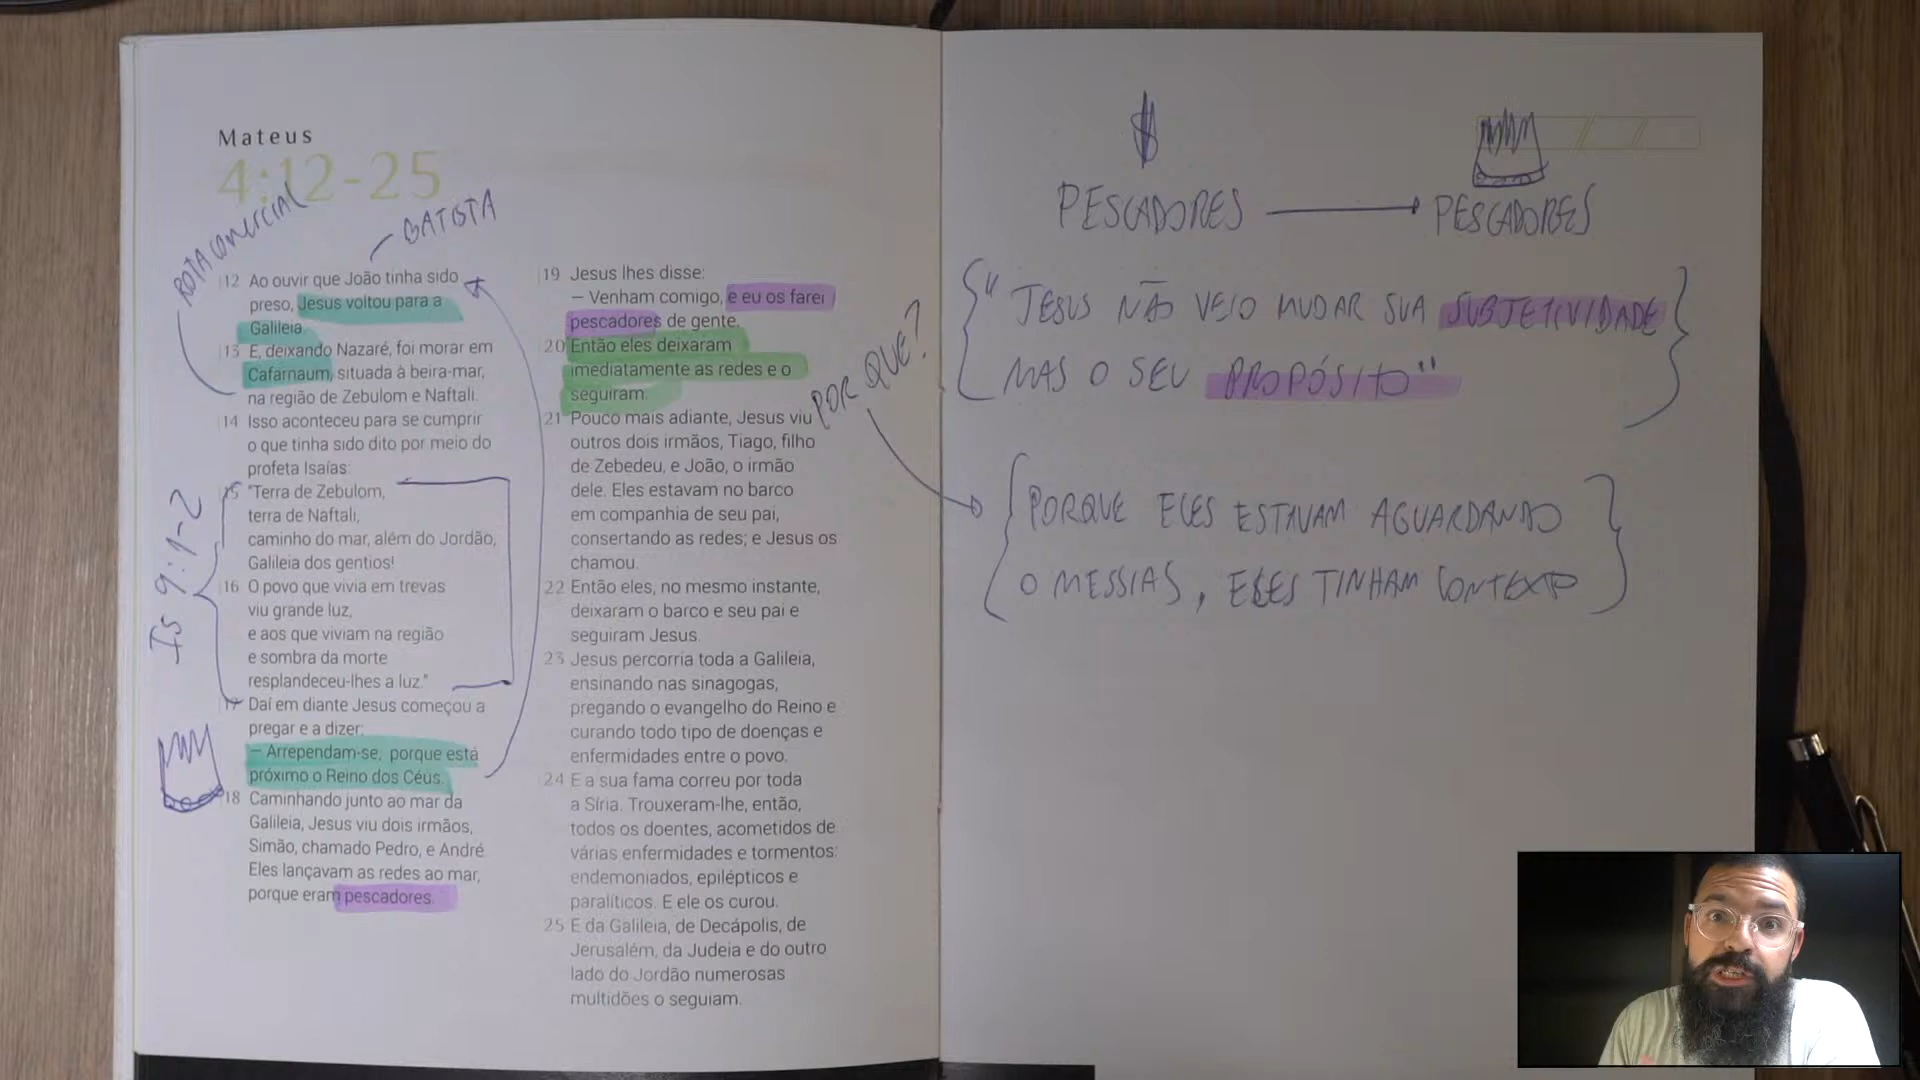 Mateus
4:12-25
ROTA COMERCIAL
BATISTA
12 Ao ouvir que João tinha sido
preso, Jesus voltou para a
Galileia.
13 E, deixando Nazaré, foi morar em
Cafarnaum, situada à beira-mar,
na região de Zebulom e Naftali.
14 Isso aconteceu para se cumprir
o que tinha sido dito por meio do
profeta Isaías:
Is 9:1-2
15 "Terra de Zebulom,
terra de Naftali,
caminho do mar, além do Jordão,
Galileia dos gentios!
16 O povo que vivia em trevas
viu grande luz,
e aos que viviam na região
e sombra da morte
resplandeceu-lhes a luz."
17 Daí em diante Jesus começou a
pregar e a dizer:
– Arrependam-se, porque está
próximo o Reino dos Céus.
18 Caminhando junto ao mar da
Galileia, Jesus viu dois irmãos,
Simão, chamado Pedro, e André.
Eles lançavam as redes ao mar,
porque eram pescadores.
19 Jesus lhes disse:
– Venham comigo, e eu os farei
pescadores de gente.
20 Então eles deixaram
imediatamente as redes e o
seguiram.
21 Pouco mais adiante, Jesus viu
outros dois irmãos, Tiago, filho
de Zebedeu, e João, o irmão
dele. Eles estavam no barco
em companhia de seu pai,
consertando as redes; e Jesus os
chamou.
22 Então eles, no mesmo instante,
deixaram o barco e seu pai e
seguiram Jesus.
23 Jesus percorria toda a Galileia,
ensinando nas sinagogas,
pregando o evangelho do Reino e
curando todo tipo de doenças e
enfermidades entre o povo.
24 E a sua fama correu por toda
a Síria. Trouxeram-lhe, então,
todos os doentes, acometidos de
várias enfermidades e tormentos:
endemoniados, epilépticos e
paralíticos. E ele os curou.
25 E da Galileia, de Decápolis, de
Jerusalém, da Judeia e do outro
lado do Jordão numerosas
multidões o seguiam.
POR QUE?
$
PESCADORES PESCADORES
"JESUS NÃO VEIO MUDAR SUA SUBJETIVIDADE
MAS O SEU PROPÓSITO"
PORQUE ELES ESTAVAM AGUARDANDO
O MESSIAS, ELES TINHAM CONTEXTO